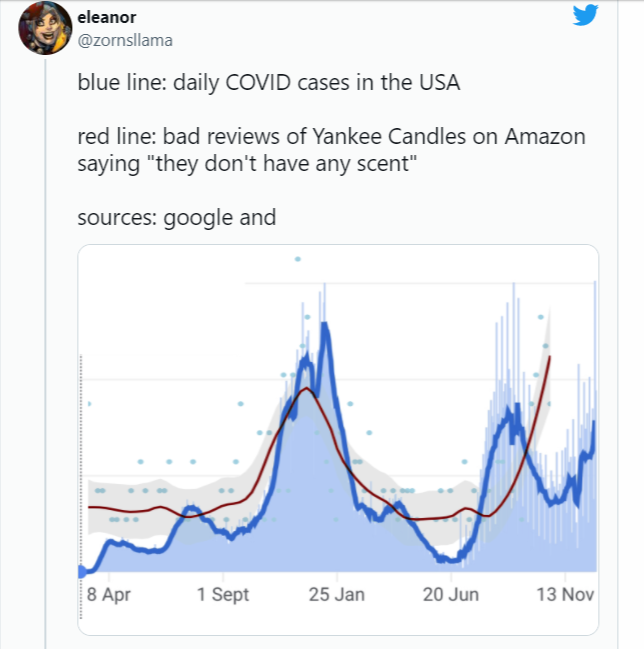 eleanor
@zornsllama
blue line: daily COVID cases in the USA
red line: bad reviews of Yankee Candles on Amazon
saying "they don't have any scent"
sources: google and
8 Apr 1 Sept 25 Jan 20 Jun 13 Nov